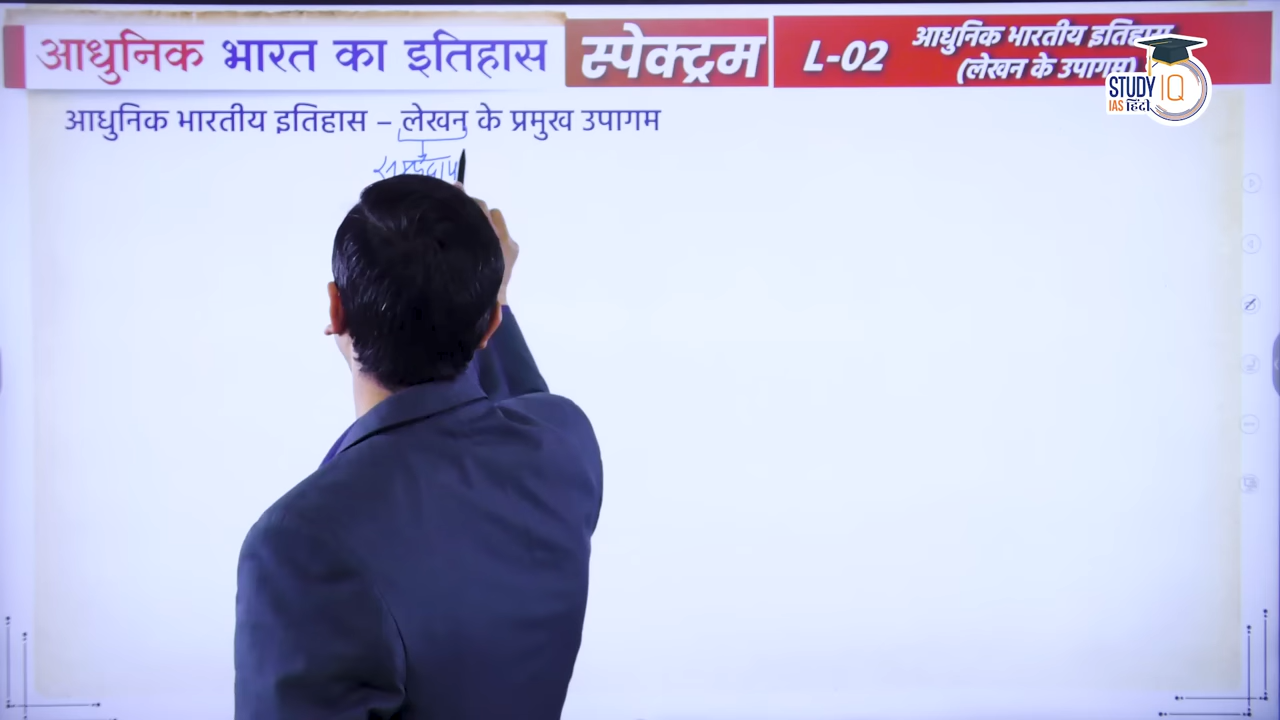 आधुनिक भारत का इतिहास
स्पेक्ट्रम
L-02
आधुनिक भारतीय इतिहास
(लेखन के उपागम)
STUDY IQ
IAS हिंदी
आधुनिक भारतीय इतिहास – लेखन के प्रमुख उपागम